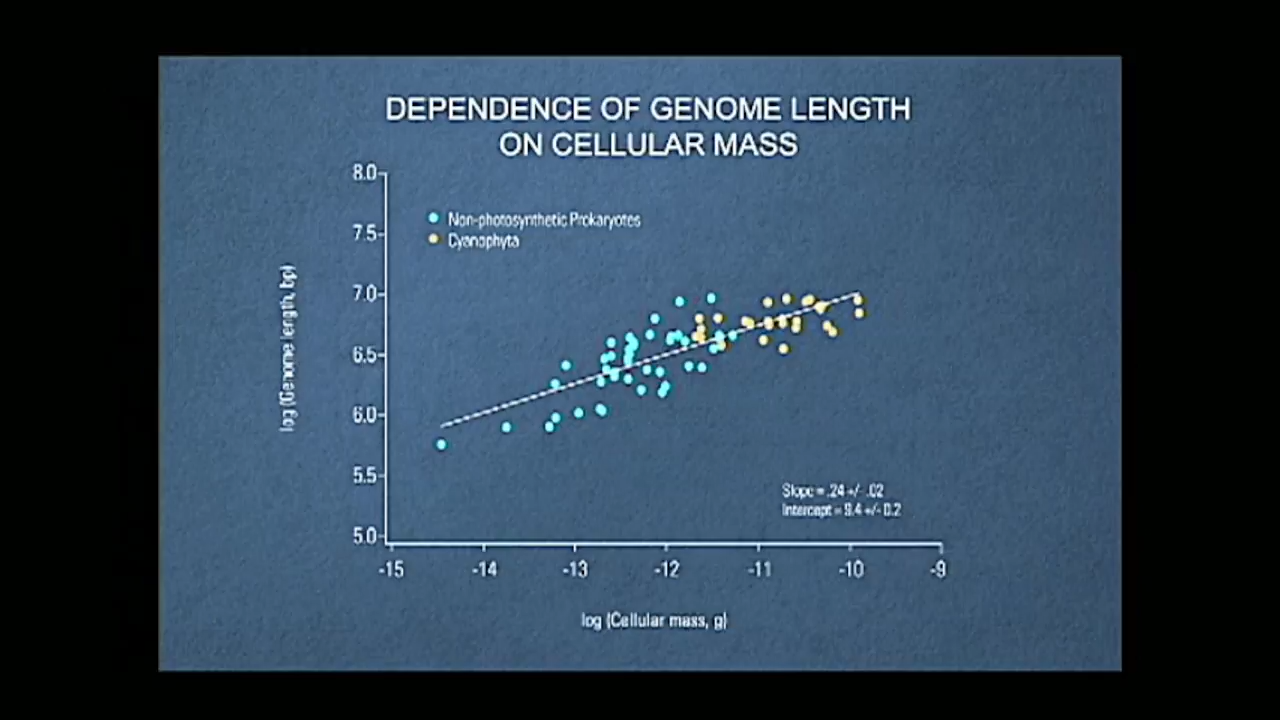 DEPENDENCE OF GENOME LENGTH
ON CELLULAR MASS
8.0
Non-photosynthetic Prokaryotes
7.5
Cyanophyta
7.0
log (Genome length, bp)
6.5
6.0
5.5
Slope = .24 +/- .02
Intercept = 9.4 +/- 0.2
5.0
-15 -14 -13 -12 -11 -10 -9
log (Cellular mass, g)